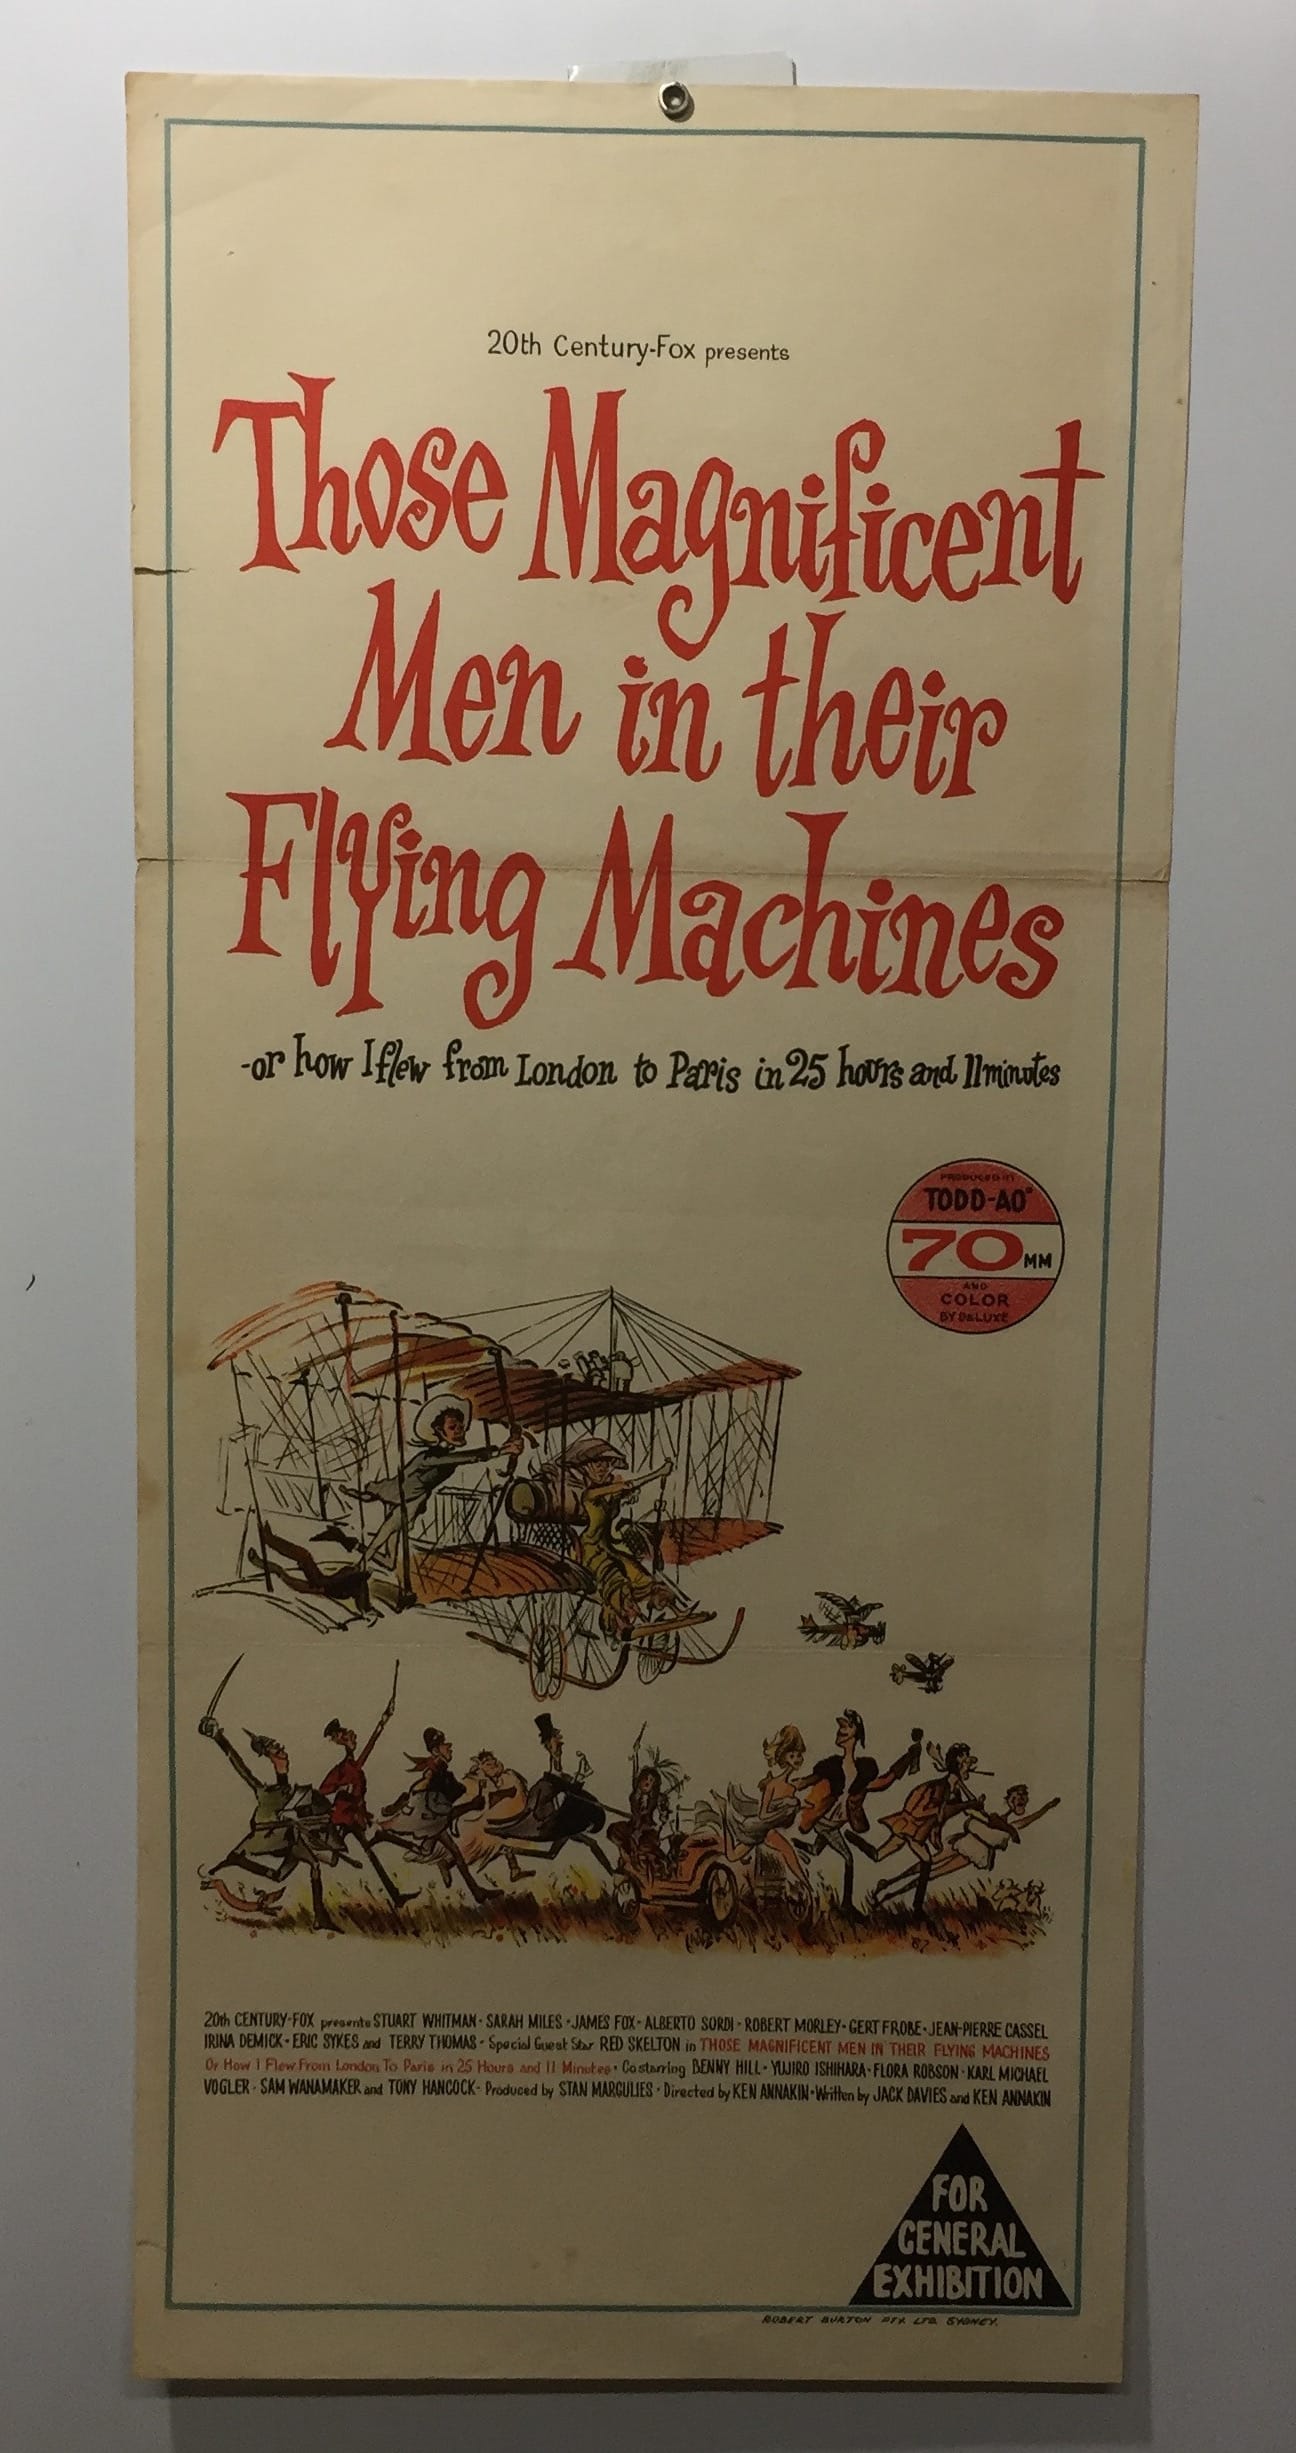 20th Century-Fox presents
Those Magnificent
Men in their
Flying Machines
-or how I flew from London to Paris in 25 hours and 11 minutes
PRODUCED IN
TODD-AO®
70MM
AND
COLOR
BY DELUXE
20th CENTURY-FOX presents STUART WHITMAN · SARAH MILES · JAMES FOX · ALBERTO SORDI · ROBERT MORLEY · GERT FROBE · JEAN-PIERRE CASSEL
IRINA DEMICK · ERIC SYKES and TERRY THOMAS · Special Guest Star RED SKELTON in THOSE MAGNIFICENT MEN IN THEIR FLYING MACHINES
Or How I Flew From London To Paris in 25 Hours and 11 Minutes · Costarring BENNY HILL · YUJIRO ISHIHARA · FLORA ROBSON · KARL MICHAEL
VOGLER · SAM WANAMAKER and TONY HANCOCK · Produced by STAN MARGULIES · Directed by KEN ANNAKIN · Written by JACK DAVIES and KEN ANNAKIN
FOR
GENERAL
EXHIBITION
ROBERT BURTON PTY. LTD. SYDNEY.